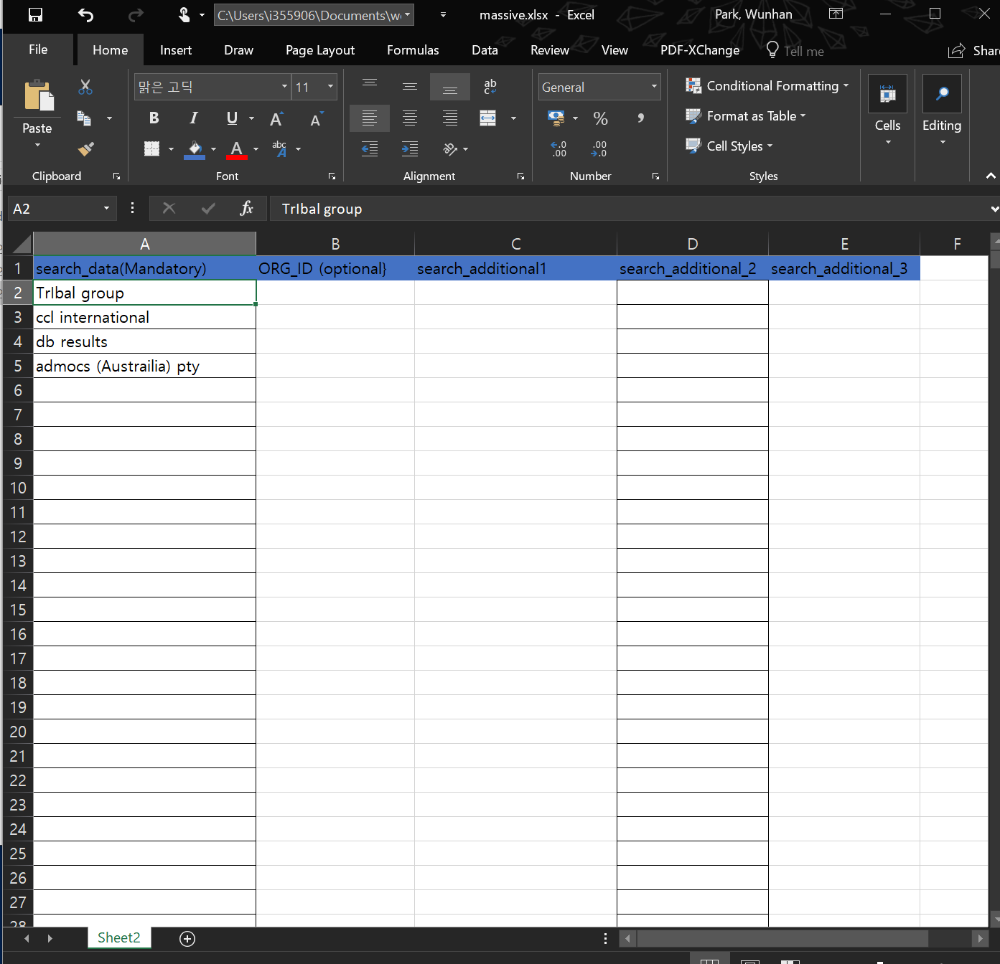 C:\Users\i355906\Documents\w
massive.xlsx - Excel
Park, Wunhan
File Home Insert Draw Page Layout Formulas Data Review View PDF-XChange Tell me Shar
Paste
맑은 고딕 11
B I U A A
A abc A
ab c
General
% ,
.0 .00
.00 .0
Conditional Formatting
Format as Table
Cell Styles
Cells
Editing
Clipboard Font Alignment Number Styles
A2 fx TrIbal group
A B C D E F
1 search_data(Mandatory) ORG_ID (optional} search_additional1 search_additional_2 search_additional_3
2 TrIbal group
3 ccl international
4 db results
5 admocs (Austrailia) pty
6
7
8
9
10
11
12
13
14
15
16
17
18
19
20
21
22
23
24
25
26
27
28
Sheet2